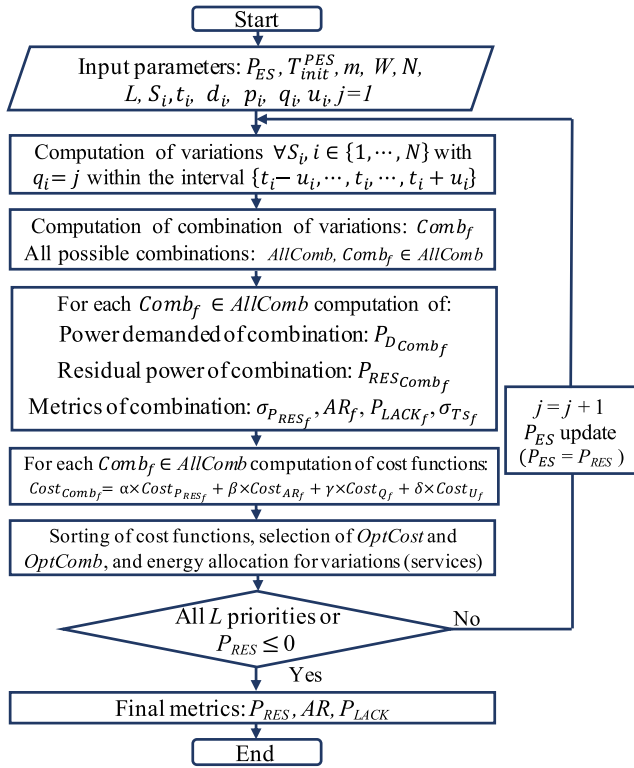 Start
Input parameters: P_ES, T_init^PES, m, W, N,
L, S_i, t_i, d_i, p_i, q_i, u_i, j=1
Computation of variations ∀S_i, i ∈ {1, ⋯, N} with
q_i = j within the interval {t_i − u_i, ⋯, t_i, ⋯, t_i + u_i}
Computation of combination of variations: Comb_f
All possible combinations: AllComb, Comb_f ∈ AllComb
For each Comb_f ∈ AllComb computation of:
Power demanded of combination: P_D_Comb_f
Residual power of combination: P_RES_Comb_f
Metrics of combination: σ_P_RES_f, AR_f, P_LACK_f, σ_TS_f
j = j + 1
P_ES update
(P_ES = P_RES )
For each Comb_f ∈ AllComb computation of cost functions:
Cost_Comb_f = α×Cost_P_RES_f + β×Cost_AR_f + γ×Cost_Q_f + δ×Cost_U_f
Sorting of cost functions, selection of OptCost and
OptComb, and energy allocation for variations (services)
All L priorities or
P_RES ≤ 0
No
Yes
Final metrics: P_RES, AR, P_LACK
End